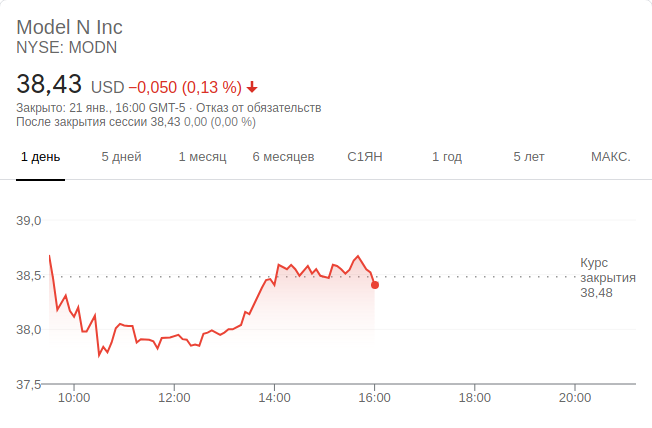 Model N Inc
NYSE: MODN
38,43 USD −0,050 (0,13 %)
Закрыто: 21 янв., 16:00 GMT-5 · Отказ от обязательств
После закрытия сессии 38,43 0,00 (0,00 %)
1 день 5 дней 1 месяц 6 месяцев С1ЯН 1 год 5 лет МАКС.
39,0
Курс
38,5 закрытия
38,48
38,0
37,5
10:00 12:00 14:00 16:00 18:00 20:00